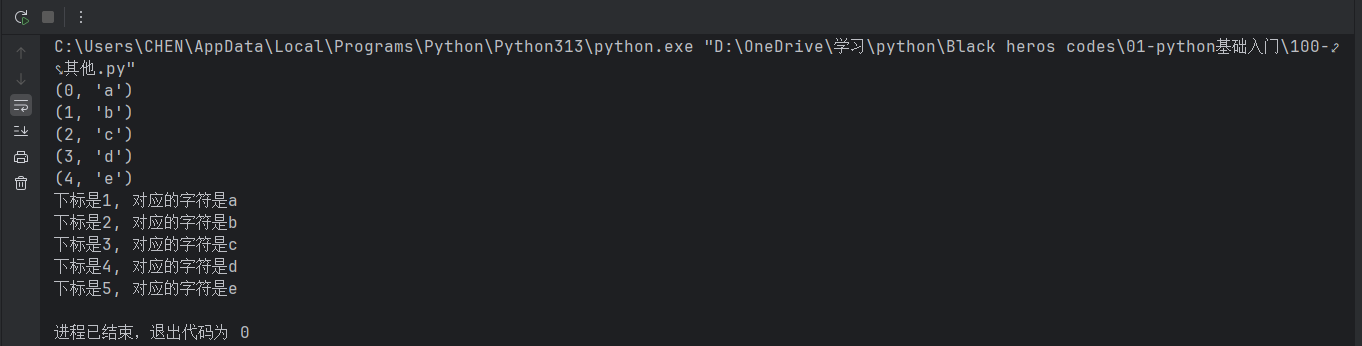 C:\Users\CHEN\AppData\Local\Programs\Python\Python313\python.exe "D:\OneDrive\学习\python\Black heros codes\01-python基础入门\100-
其他.py"
(0, 'a')
(1, 'b')
(2, 'c')
(3, 'd')
(4, 'e')
下标是1, 对应的字符是a
下标是2, 对应的字符是b
下标是3, 对应的字符是c
下标是4, 对应的字符是d
下标是5, 对应的字符是e
进程已结束，退出代码为 0